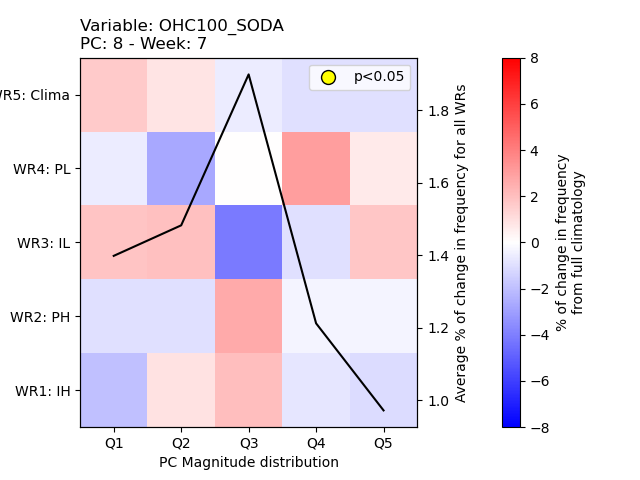 Variable: OHC100_SODA
PC: 8 - Week: 7
p<0.05
WR5: Clima
WR4: PL
WR3: IL
WR2: PH
WR1: IH
Q1 Q2 Q3 Q4 Q5
PC Magnitude distribution
1.8
1.6
1.4
1.2
1.0
Average % of change in frequency for all WRs
8
6
4
2
0
−2
−4
−6
−8
% of change in frequency
from full climatology